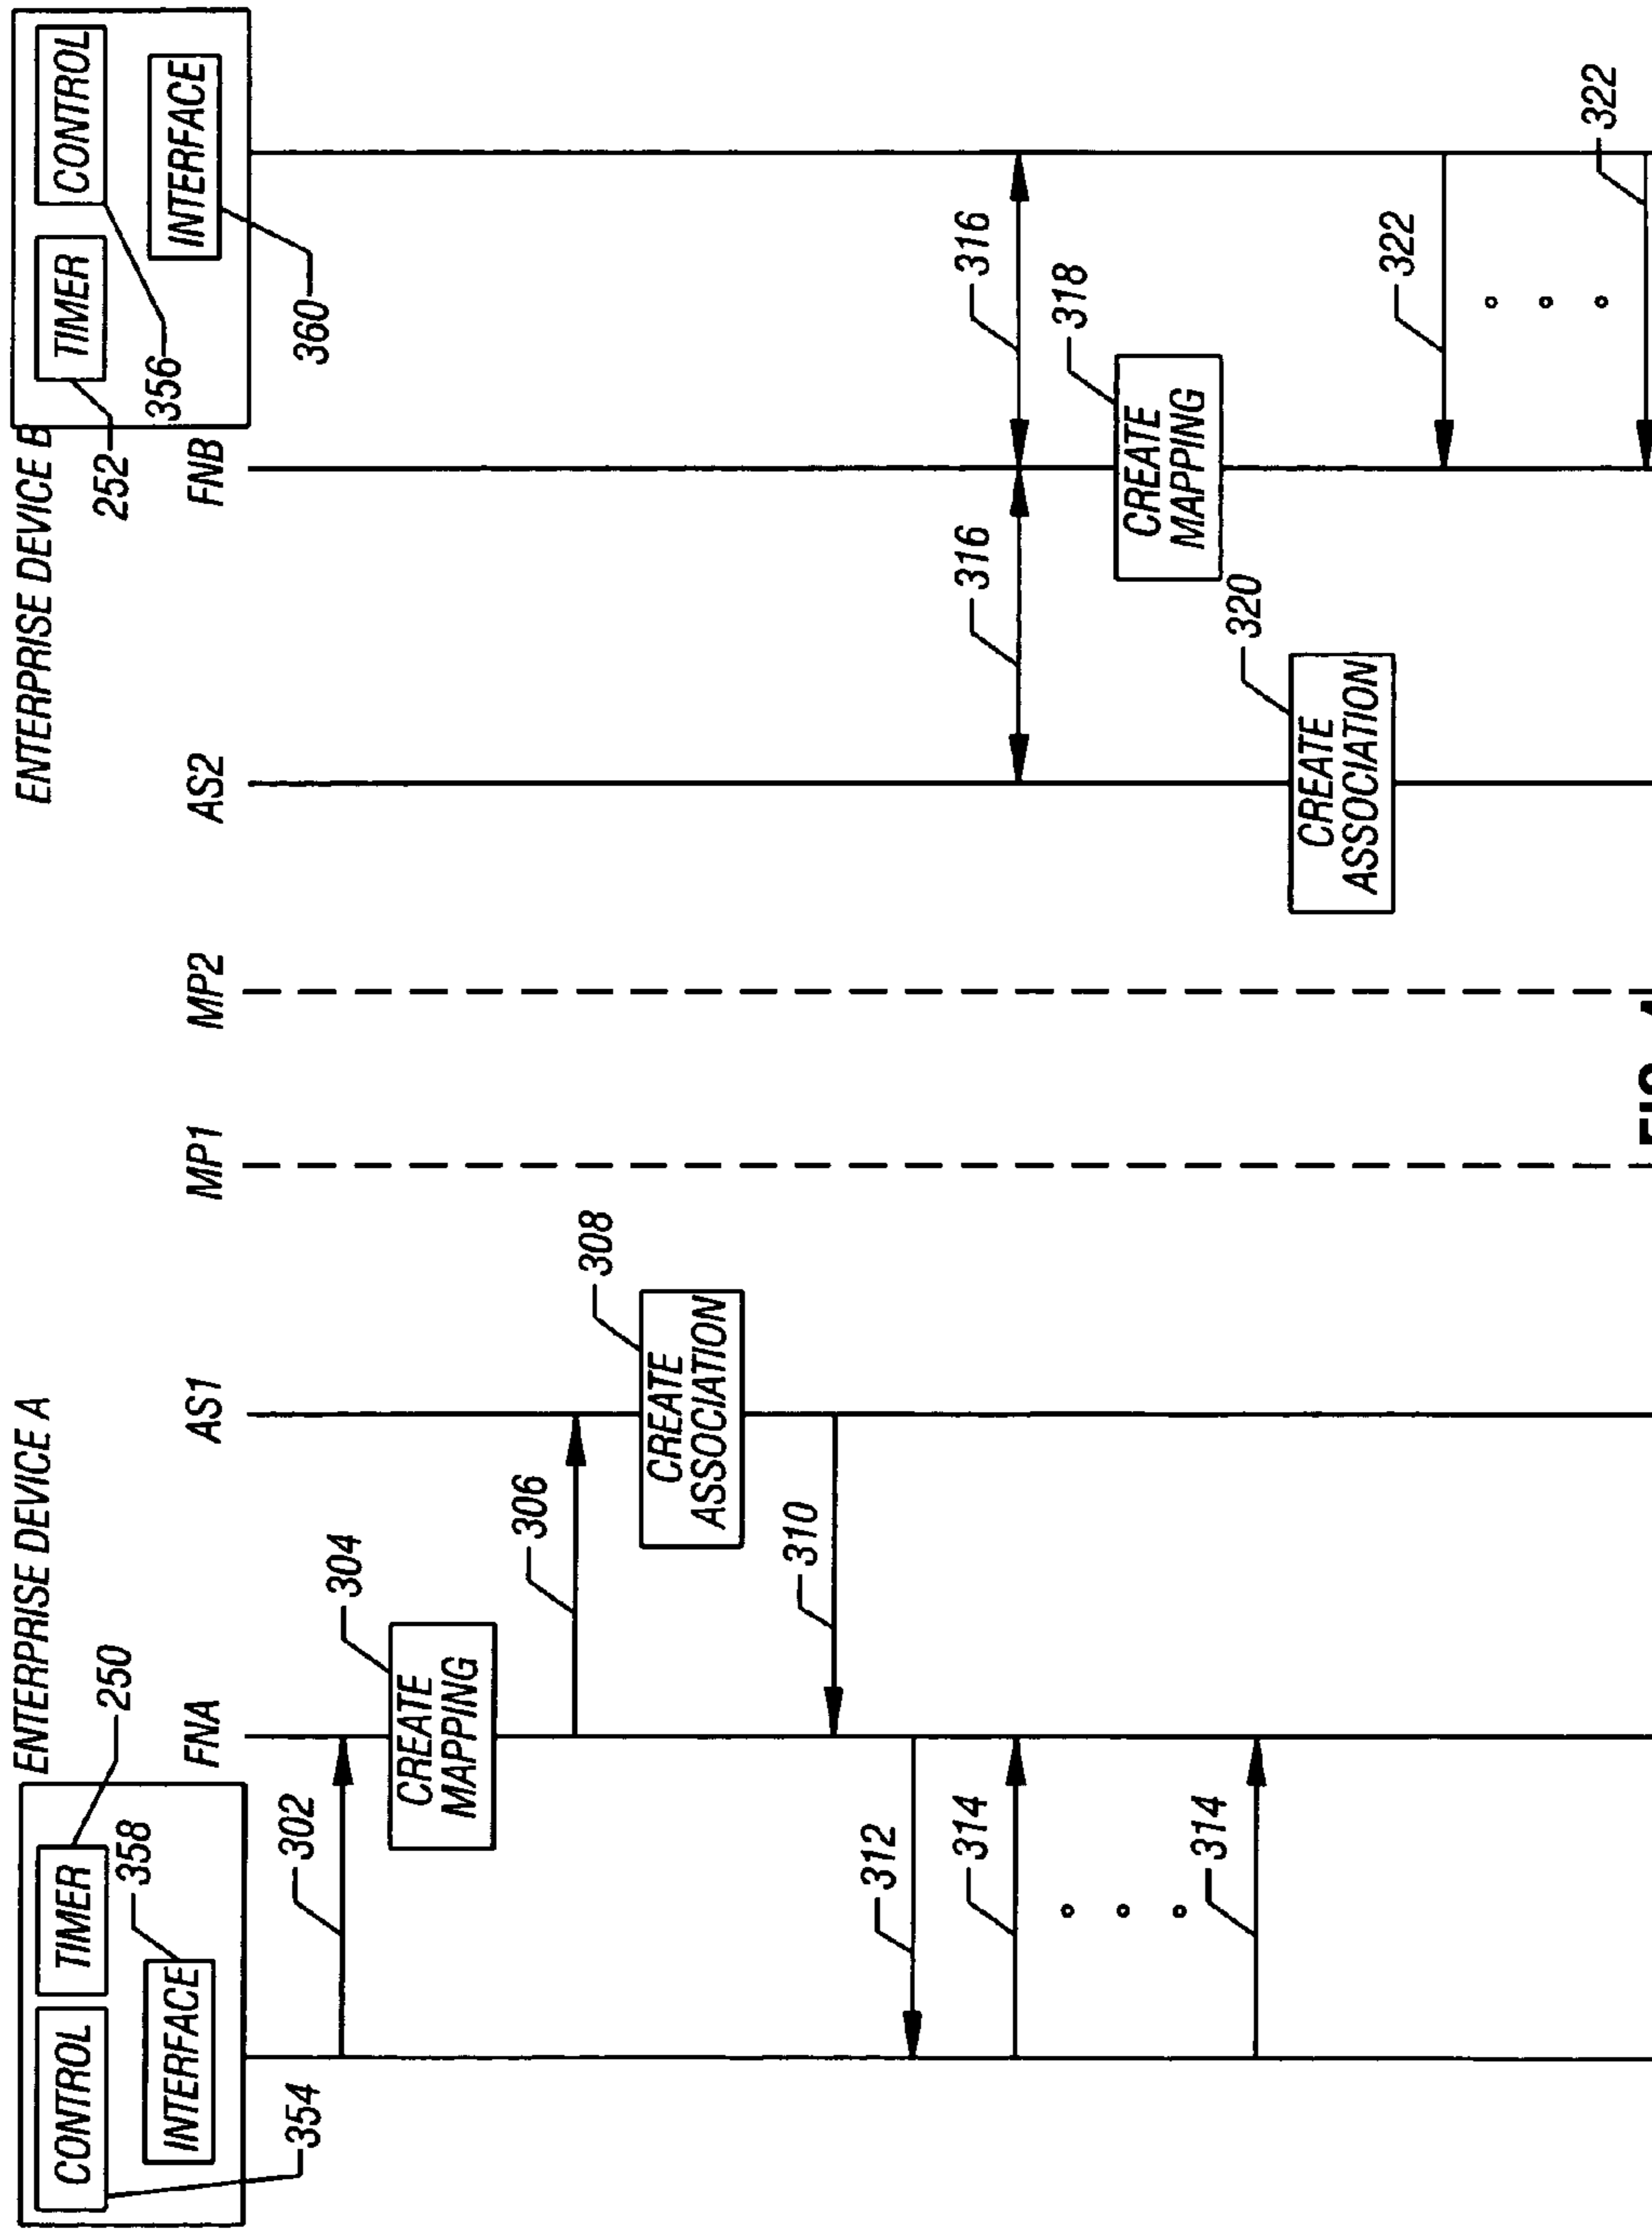 ENTERPRISE DEVICE A
ENTERPRISE DEVICE B
CONTROL
TIMER
TIMER
CONTROL
250
252
358
356
INTERFACE
INTERFACE
FNA
AS1
MP1
MP2
AS2
FNB
354
360
302
304
CREATE
MAPPING
306
308
CREATE
ASSOCIATION
310
312
314
316
316
318
CREATE
MAPPING
314
320
CREATE
ASSOCIATION
322
322